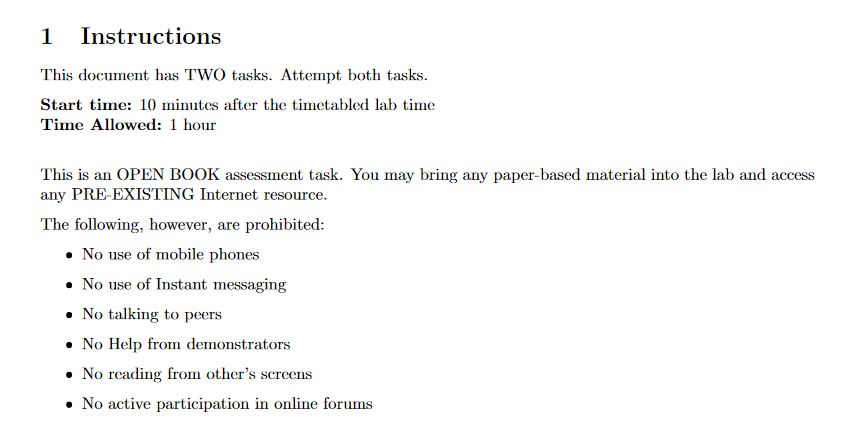 1 Instructions
This document has TWO tasks. Attempt both tasks.
Start time: 10 minutes after the timetabled lab time
Time Allowed: 1 hour
This is an OPEN BOOK assessment task. You may bring any paper-based material into the lab and access
any PRE-EXISTING Internet resource.
The following, however, are prohibited:
• No use of mobile phones
• No use of Instant messaging
• No talking to peers
• No Help from demonstrators
• No reading from other's screens
• No active participation in online forums